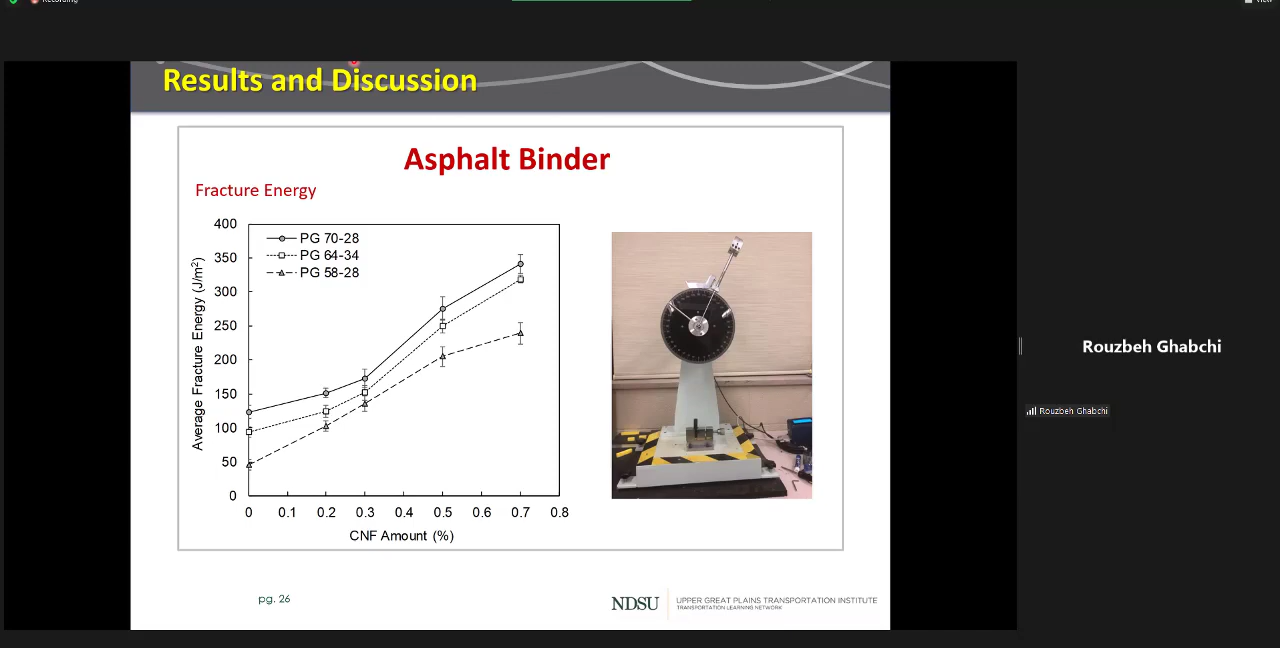 Recording
View
Results and Discussion
Asphalt Binder
Fracture Energy
400
350
300
250
200
150
100
50
0
Average Fracture Energy (J/m²)
PG 70-28
PG 64-34
PG 58-28
0 0.1 0.2 0.3 0.4 0.5 0.6 0.7 0.8
CNF Amount (%)
pg. 26
NDSU
UPPER GREAT PLAINS TRANSPORTATION INSTITUTE
TRANSPORTATION LEARNING NETWORK
Rouzbeh Ghabchi
Rouzbeh Ghabchi